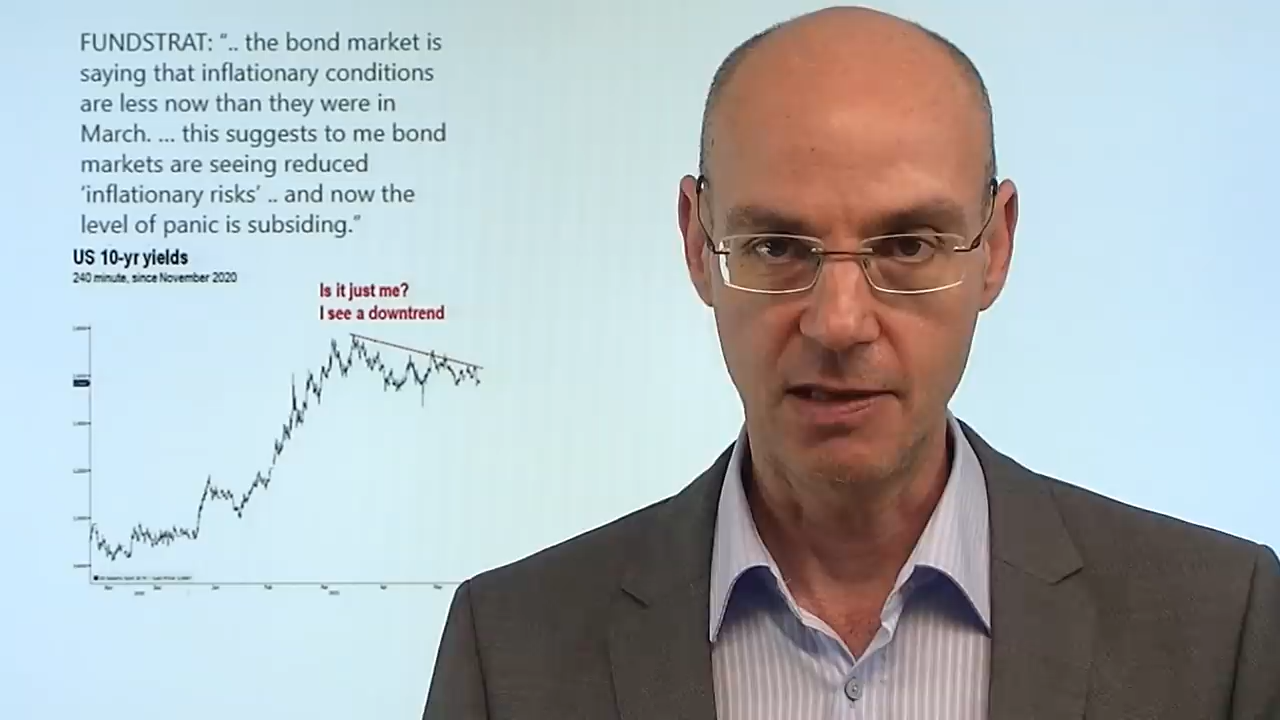 FUNDSTRAT: “.. the bond market is
saying that inflationary conditions
are less now than they were in
March. ... this suggests to me bond
markets are seeing reduced
‘inflationary risks’ .. and now the
level of panic is subsiding.”
US 10-yr yields
240 minute, since November 2020
Is it just me?
I see a downtrend